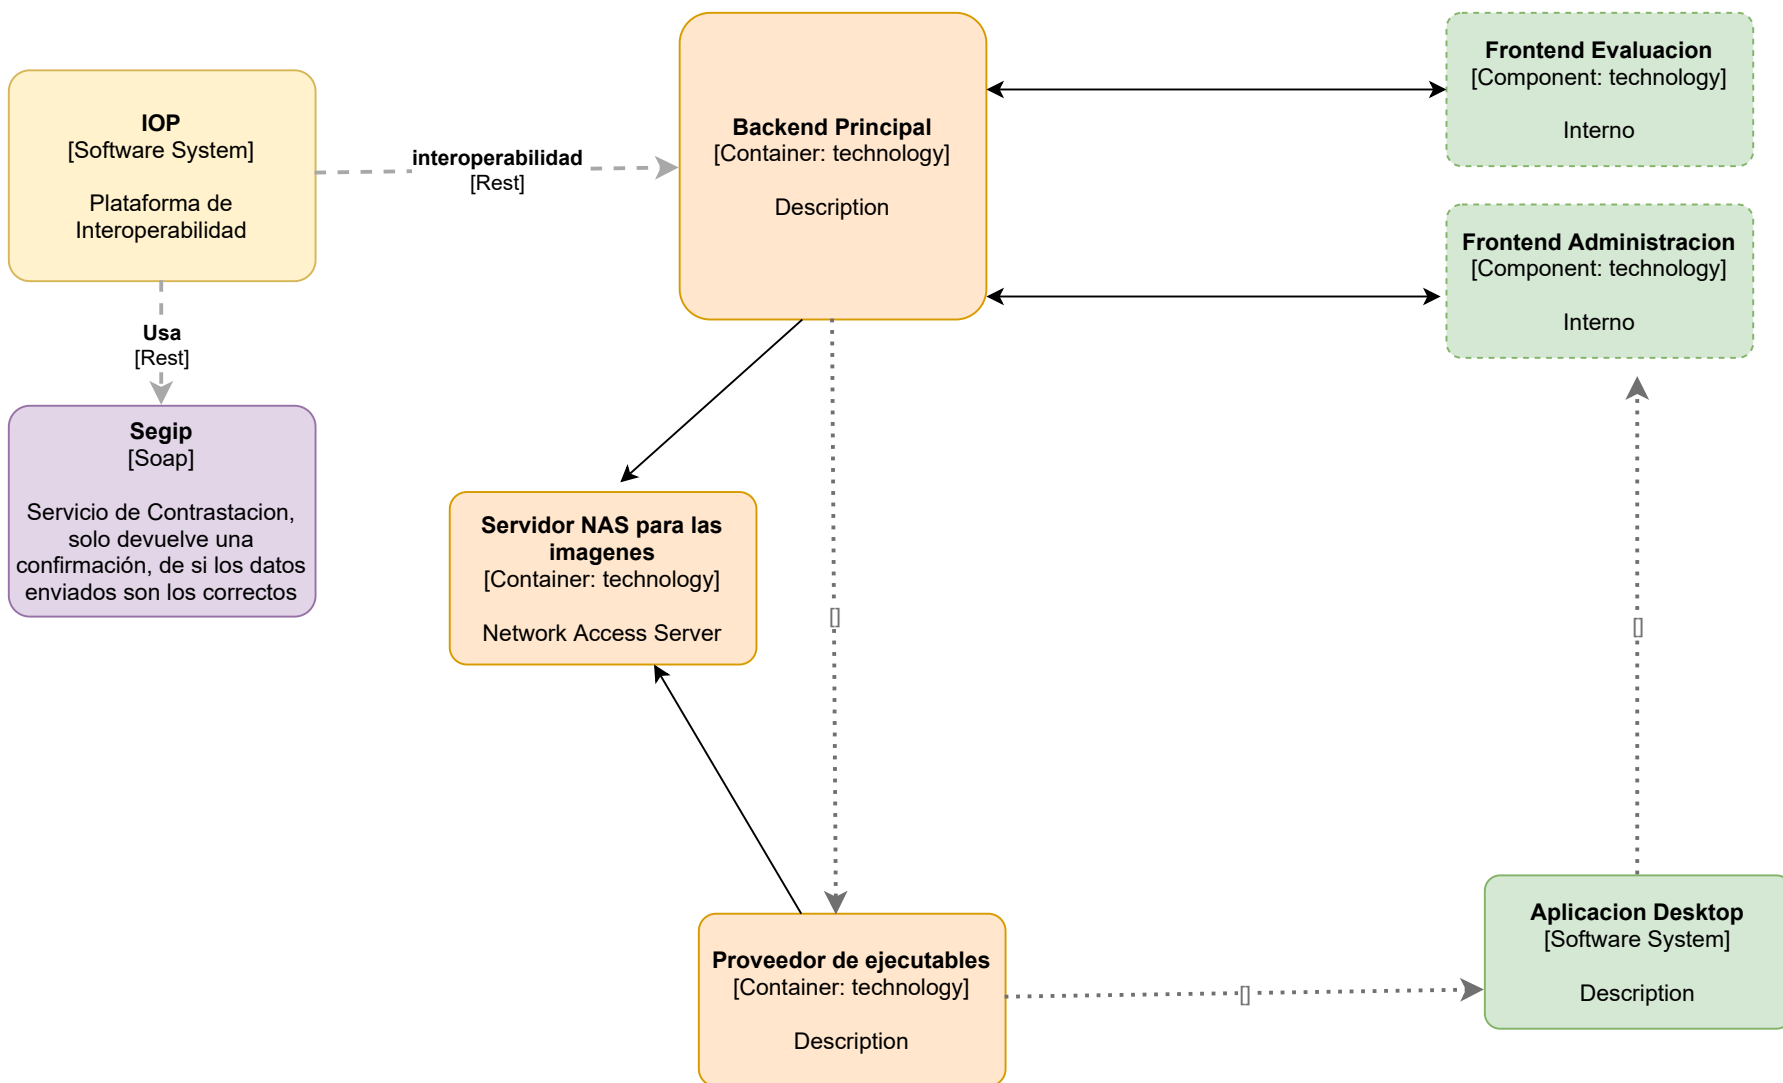 IOP
[Software System]
Plataforma de
Interoperabilidad
interoperabilidad
[Rest]
Backend Principal
[Container: technology]
Description
Frontend Evaluacion
[Component: technology]
Interno
Frontend Administracion
[Component: technology]
Interno
Usa
[Rest]
Segip
[Soap]
Servicio de Contrastacion,
solo devuelve una
confirmación, de si los datos
enviados son los correctos
Servidor NAS para las
imagenes
[Container: technology]
Network Access Server
[]
[]
Proveedor de ejecutables
[Container: technology]
Description
[]
Aplicacion Desktop
[Software System]
Description